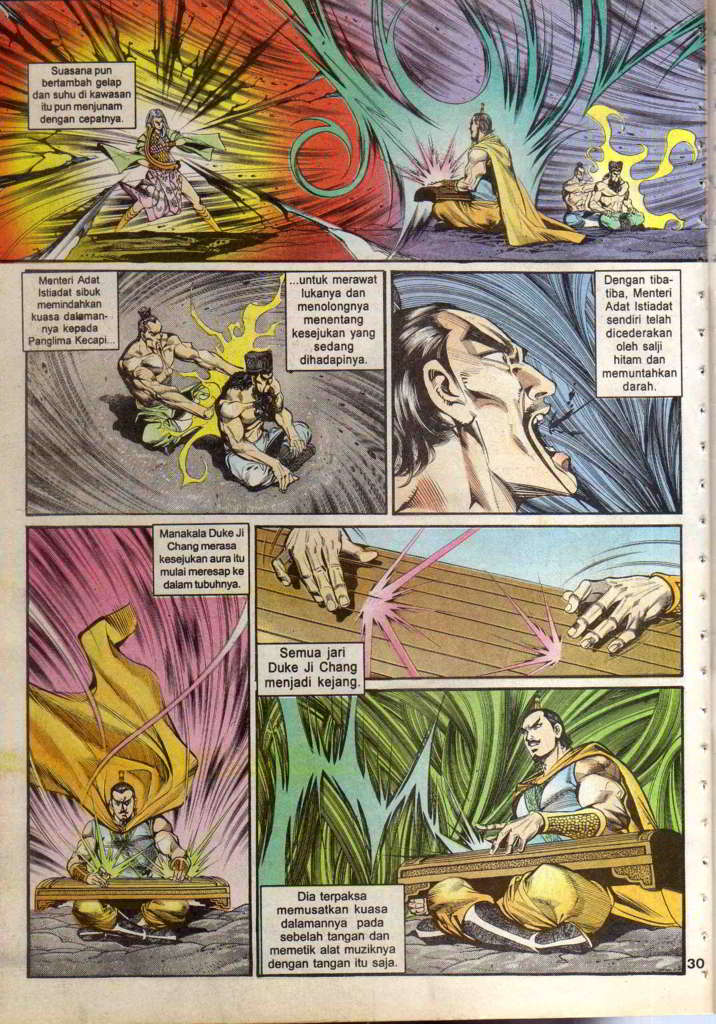 Suasana pun
bertambah gelap
dan suhu di kawasan
itu pun menjunam
dengan cepatnya.
Menteri Adat
Istiadat sibuk
memindahkan
kuasa dalaman-
nya kepada
Panglima Kecapi...
...untuk merawat
lukanya dan
menolongnya
menentang
kesejukan yang
sedang
dihadapinya.
Dengan tiba-
tiba, Menteri
Adat Istiadat
sendiri telah
dicederakan
oleh salji
hitam dan
memuntahkan
darah.
Manakala Duke Ji
Chang merasa
kesejukan aura itu
mulai meresap ke
dalam tubuhnya.
Semua jari
Duke Ji Chang
menjadi kejang.
Dia terpaksa
memusatkan kuasa
dalamannya pada
sebelah tangan dan
memetik alat muziknya
dengan tangan itu saja.
30